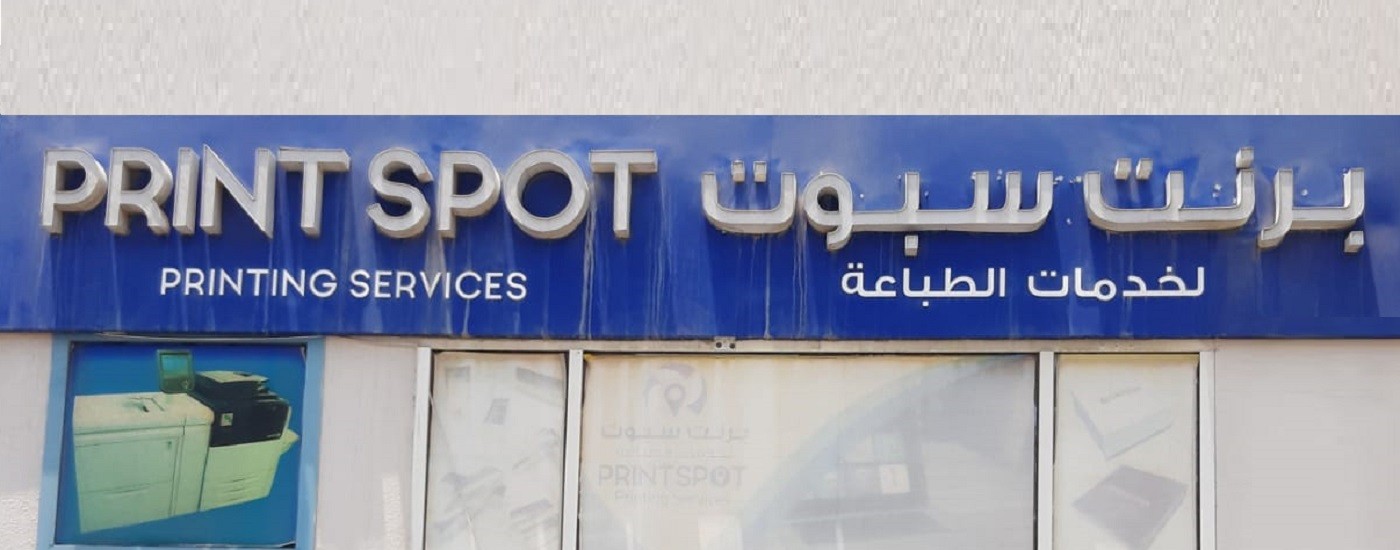 PRINT SPOT
برنت سبوت
PRINTING SERVICES
لخدمات الطباعة
برنت سبوت
PRINTSPOT
Printing Services